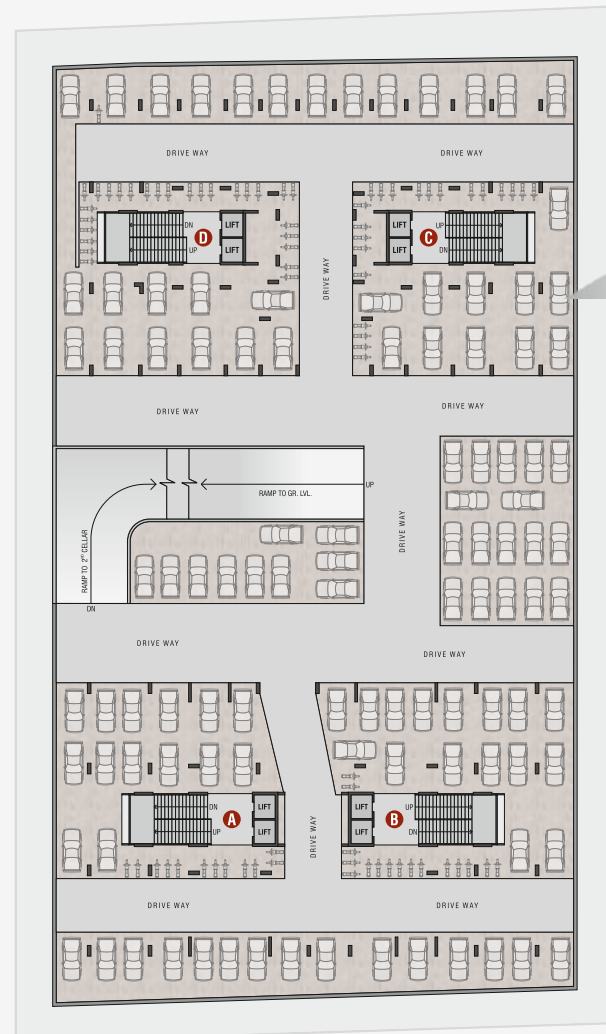 DRIVE WAY
DRIVE WAY
DN
D
LIFT
UP
LIFT
LIFT
C
UP
LIFT
DN
DRIVE WAY
DRIVE WAY
DRIVE WAY
UP
RAMP TO GR. LVL.
DRIVE WAY
RAMP TO 2ND CELLAR
DN
DRIVE WAY
DRIVE WAY
DN
A
LIFT
UP
LIFT
LIFT
B
UP
LIFT
DN
DRIVE WAY
DRIVE WAY
DRIVE WAY